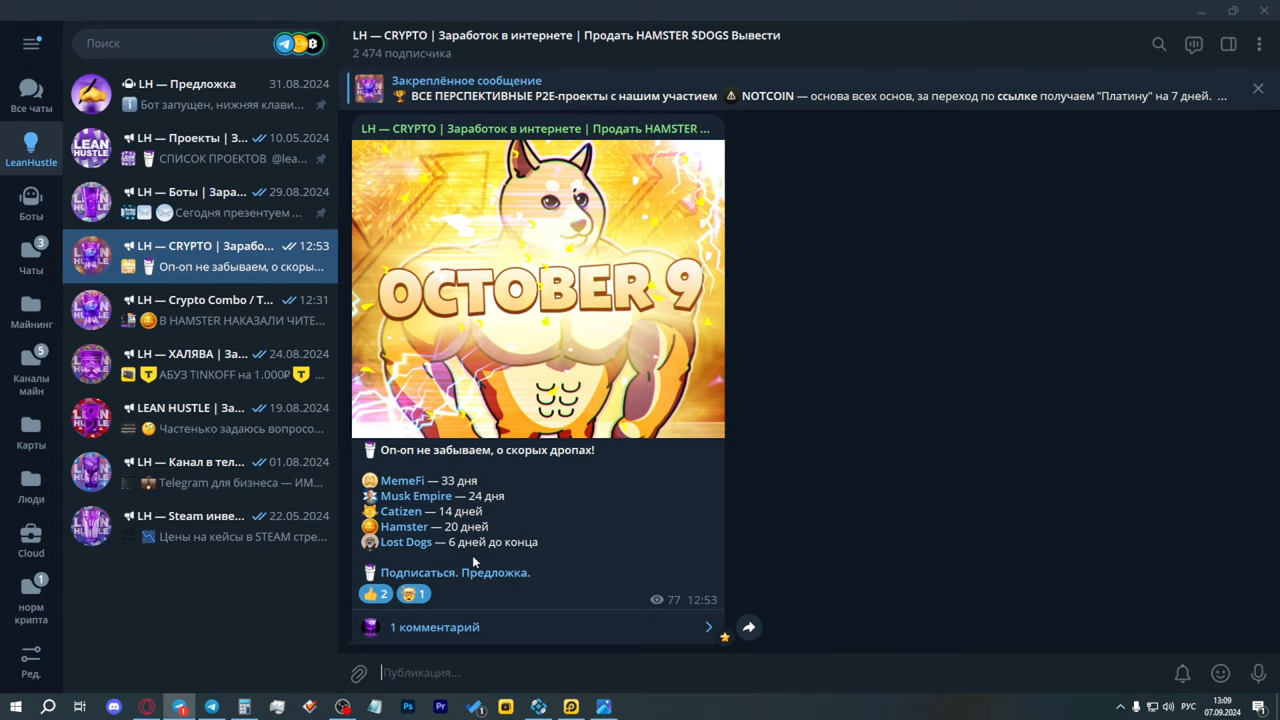 Поиск
LH — Предложка 31.08.2024
Бот запущен, нижняя клави...
LH — Проекты | З... 10.05.2024
СПИСОК ПРОЕКТОВ @lea...
LH — Боты | Зара... 29.08.2024
Сегодня презентуем ...
LH — CRYPTO | Зарабо... 12:53
Оп-оп не забываем, о скоры...
LH — Crypto Combo / T... 12:31
В HAMSTER НАКАЗАЛИ ЧИТЕ...
LH — ХАЛЯВА | За... 24.08.2024
АБУЗ TINKOFF на 1.000₽
LEAN HUSTLE | За... 19.08.2024
Частенько задаюсь вопросо...
LH — Канал в тел... 01.08.2024
Telegram для бизнеса — ИМ...
LH — Steam инве... 22.05.2024
Цены на кейсы в STEAM стре...
Все чаты
LeanHustle
Боты
3
Чаты
Майнинг
5
Каналы
майн
Карты
Люди
Cloud
1
норм
крипта
Ред.
LH — CRYPTO | Заработок в интернете | Продать HAMSTER $DOGS Вывести
2 474 подписчика
Закреплённое сообщение
ВСЕ ПЕРСПЕКТИВНЫЕ P2E-проекты с нашим участием NOTCOIN — основа всех основ, за переход по ссылке получаем "Платину" на 7 дней. ...
LH — CRYPTO | Заработок в интернете | Продать HAMSTER ...
OCTOBER 9
Оп-оп не забываем, о скорых дропах!
MemeFi — 33 дня
Musk Empire — 24 дня
Catizen — 14 дней
Hamster — 20 дней
Lost Dogs — 6 дней до конца
Подписаться. Предложка.
2 1 77 12:53
1 комментарий
Публикация...
РУС
13:09
07.09.2024